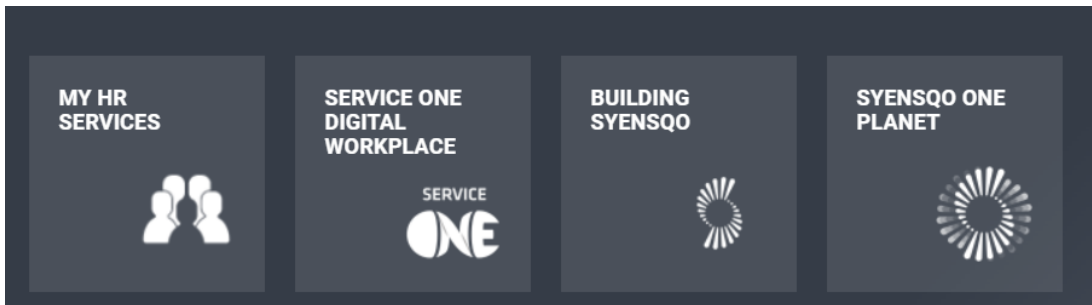 MY HR
SERVICES
SERVICE ONE
DIGITAL
WORKPLACE
SERVICE
ONE
BUILDING
SYENSQO
SYENSQO ONE
PLANET